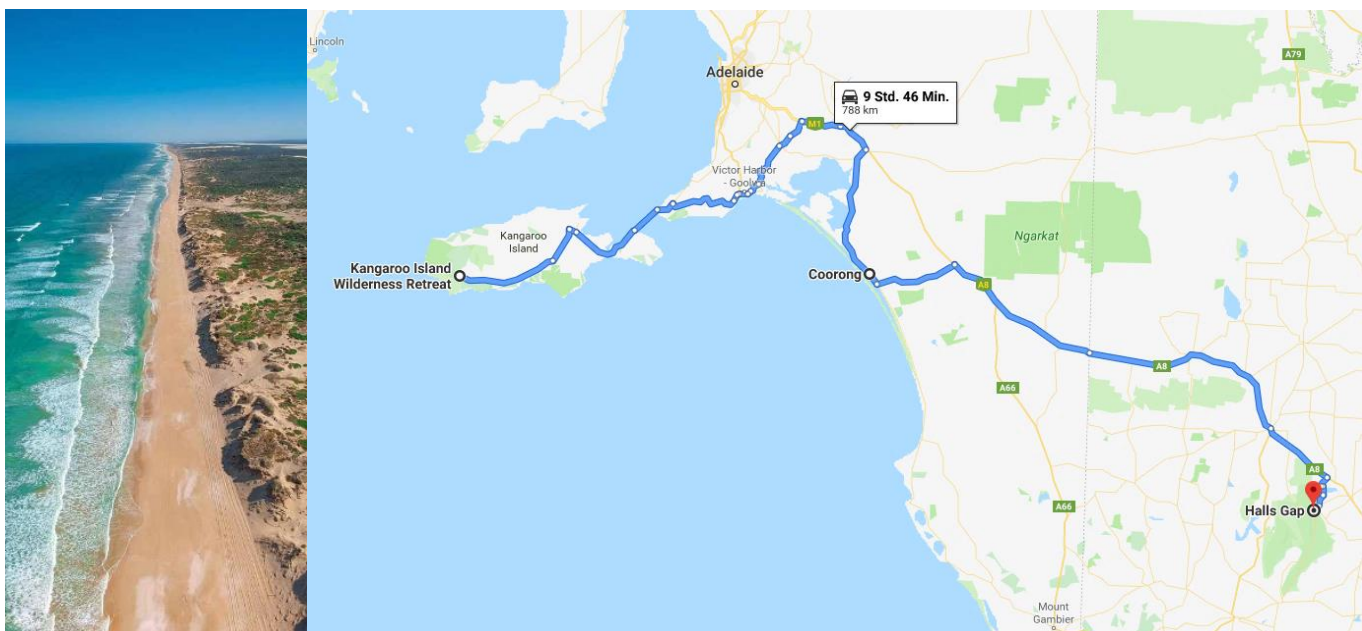 Lincoln
Adelaide
A79
9 Std. 46 Min.
788 km
M1
Victor Harbor
- Goolwa
Kangaroo
Island
Ngarkat
Kangaroo Island
Wilderness Retreat
Coorong
A8
A8
A66
A8
A66
Halls Gap
Mount
Gambier